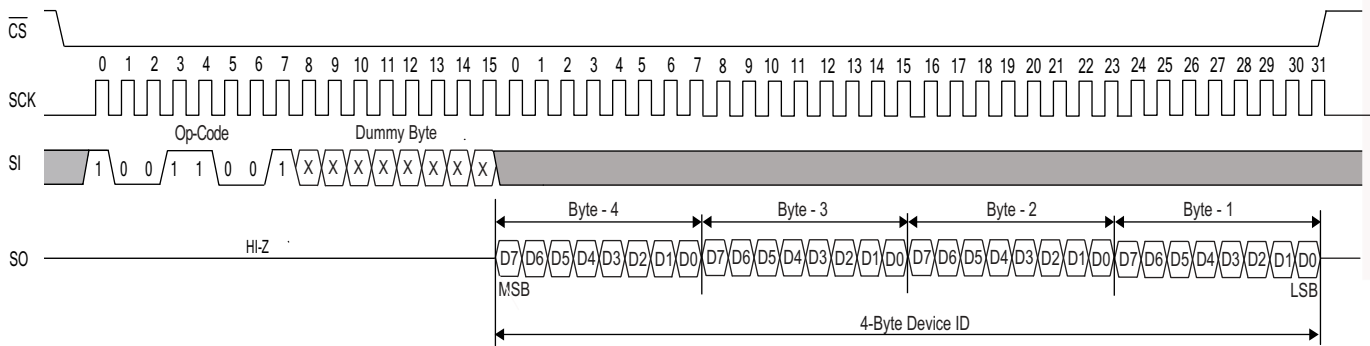 CS
0 1 2 3 4 5 6 7 8 9 10 11 12 13 14 15 0 1 2 3 4 5 6 7 8 9 10 11 12 13 14 15 16 17 18 19 20 21 22 23 24 25 26 27 28 29 30 31
SCK
Op-Code Dummy Byte
SI 1 0 0 1 1 0 0 1 X X X X X X X X
Byte - 4 Byte - 3 Byte - 2 Byte - 1
HI-Z
SO D7 D6 D5 D4 D3 D2 D1 D0 D7 D6 D5 D4 D3 D2 D1 D0 D7 D6 D5 D4 D3 D2 D1 D0 D7 D6 D5 D4 D3 D2 D1 D0
MSB LSB
4-Byte Device ID